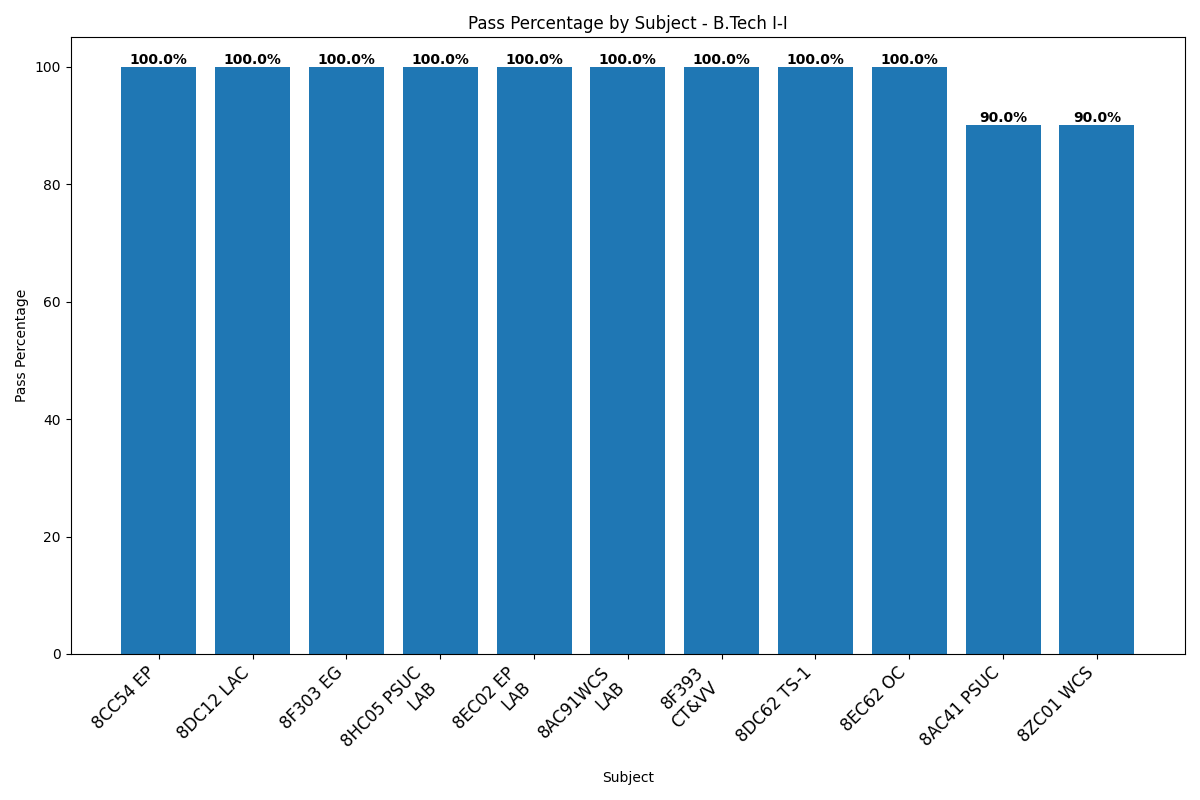 Pass Percentage by Subject - B.Tech I-I
100.0% 100.0% 100.0% 100.0% 100.0% 100.0% 100.0% 100.0% 100.0% 90.0% 90.0%
Pass Percentage
100
80
60
40
20
0
8CC54 EP
8DC12 LAC
8F303 EG
8HC05 PSUC
LAB
8EC02 EP
LAB
8AC91WCS
LAB
8F393
CT&VV
8DC62 TS-1
8EC62 OC
8AC41 PSUC
8ZC01 WCS
Subject